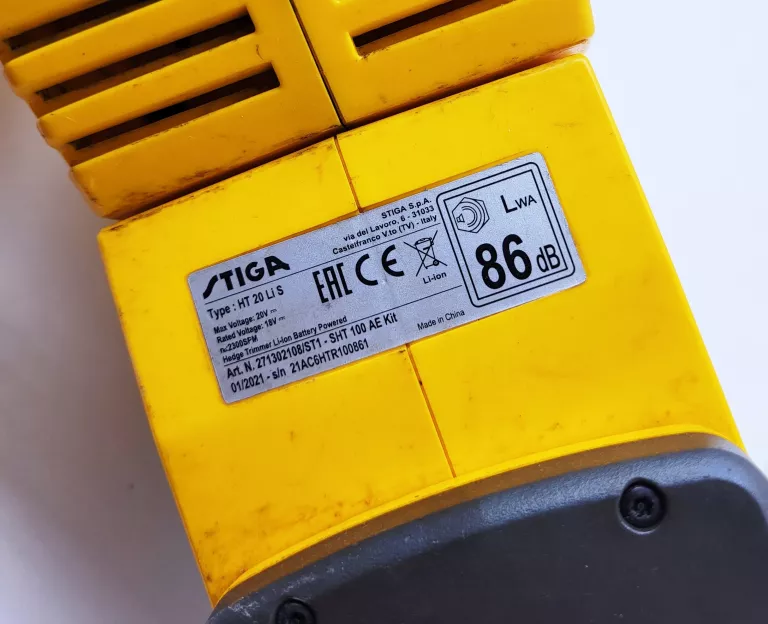 STIGA
Type : HT 20 Li S
Max Voltage: 20V ⎓
Rated Voltage: 18V ⎓
n₀:2300SPM
Hedge Trimmer Li-Ion Battery Powered
Art. N. 271302108/ST1 - SHT 100 AE Kit
01/2021 - s/n 21AC6HTR100861
STIGA S.p.A.
via del Lavoro, 6 - 31033
Castelfranco V.to (TV) - Italy
EAC CE
Li-ion
Made in China
LWA
86 dB